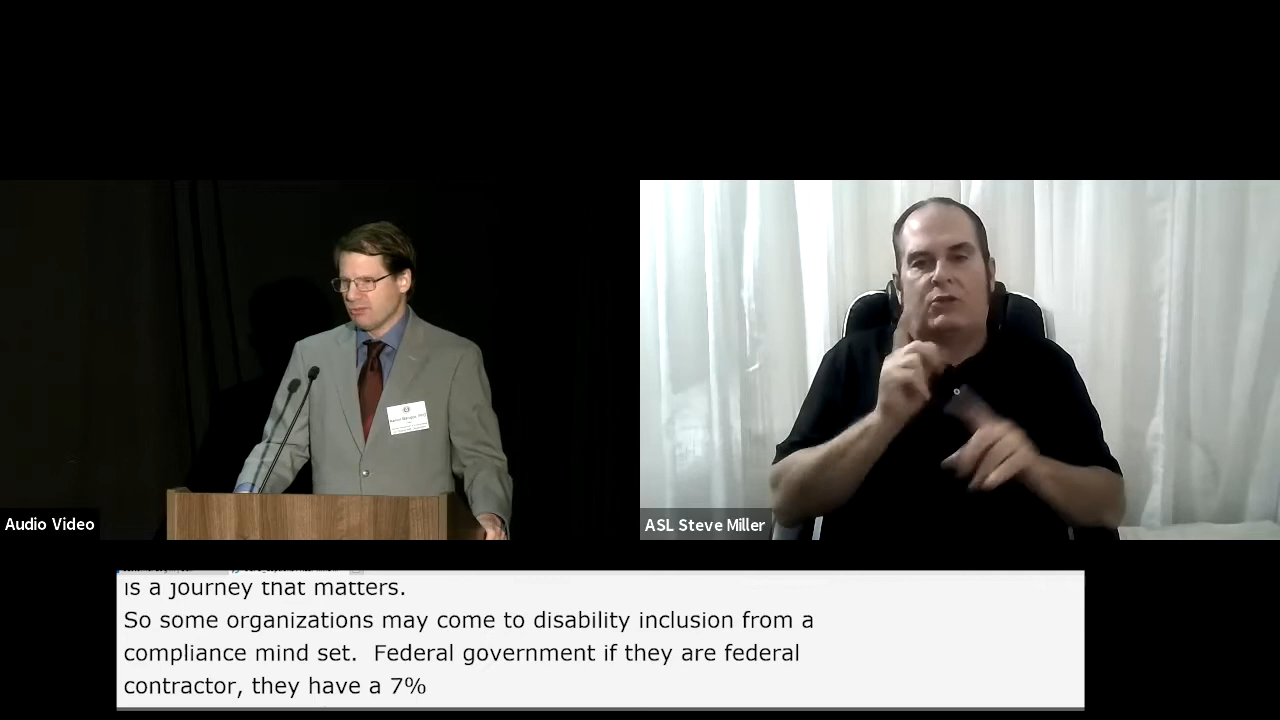 Audio Video
ASL Steve Miller
is a journey that matters.
So some organizations may come to disability inclusion from a
compliance mind set.  Federal government if they are federal
contractor, they have a 7%